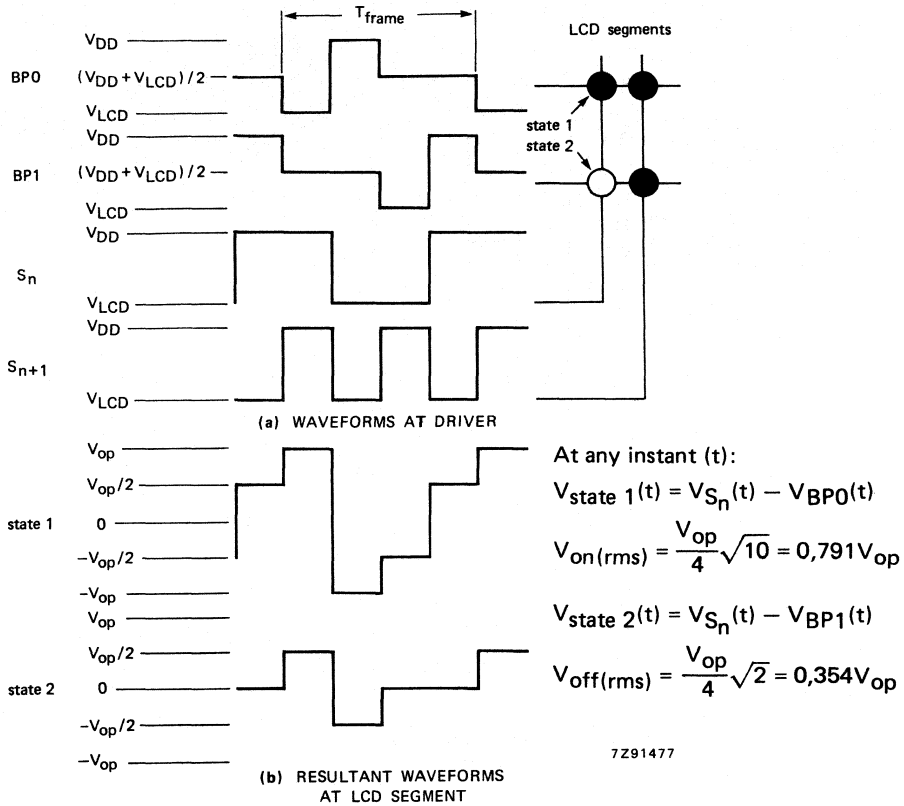 T_frame
LCD segments
BP0
V_DD
(V_DD + V_LCD)/2
V_LCD
BP1
V_DD
(V_DD + V_LCD)/2
V_LCD
state 1
state 2
S_n
V_DD
V_LCD
S_n+1
V_DD
V_LCD
(a) WAVEFORMS AT DRIVER
state 1
V_op
V_op/2
0
−V_op/2
−V_op
state 2
V_op
V_op/2
0
−V_op/2
−V_op
At any instant (t):
V_state 1(t) = V_S_n(t) − V_BP0(t)
V_on(rms) = V_op/4 √10 = 0,791V_op
V_state 2(t) = V_S_n(t) − V_BP1(t)
V_off(rms) = V_op/4 √2 = 0,354V_op
7Z91477
(b) RESULTANT WAVEFORMS
AT LCD SEGMENT